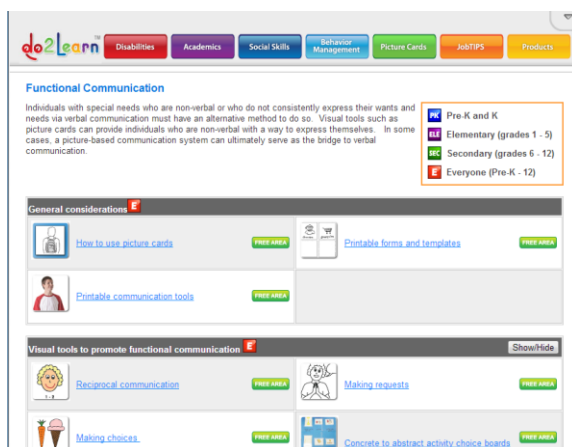 do2Learn™
Disabilities
Academics
Social Skills
Behavior
Management
Picture Cards
JobTIPS
Products
Functional Communication
Individuals with special needs who are non-verbal or who do not consistently express their wants and
needs via verbal communication must have an alternative method to do so. Visual tools such as
picture cards can provide individuals who are non-verbal with a way to express themselves. In some
cases, a picture-based communication system can ultimately serve as the bridge to verbal
communication.
PK Pre-K and K
ELE Elementary (grades 1 - 5)
SEC Secondary (grades 6 - 12)
E Everyone (Pre-K - 12)
General considerations E
How to use picture cards FREE AREA
Printable forms and templates FREE AREA
Printable communication tools FREE AREA
Visual tools to promote functional communication E Show/Hide
Reciprocal communication FREE AREA
Making requests FREE AREA
Making choices FREE AREA
Concrete to abstract activity choice boards FREE AREA